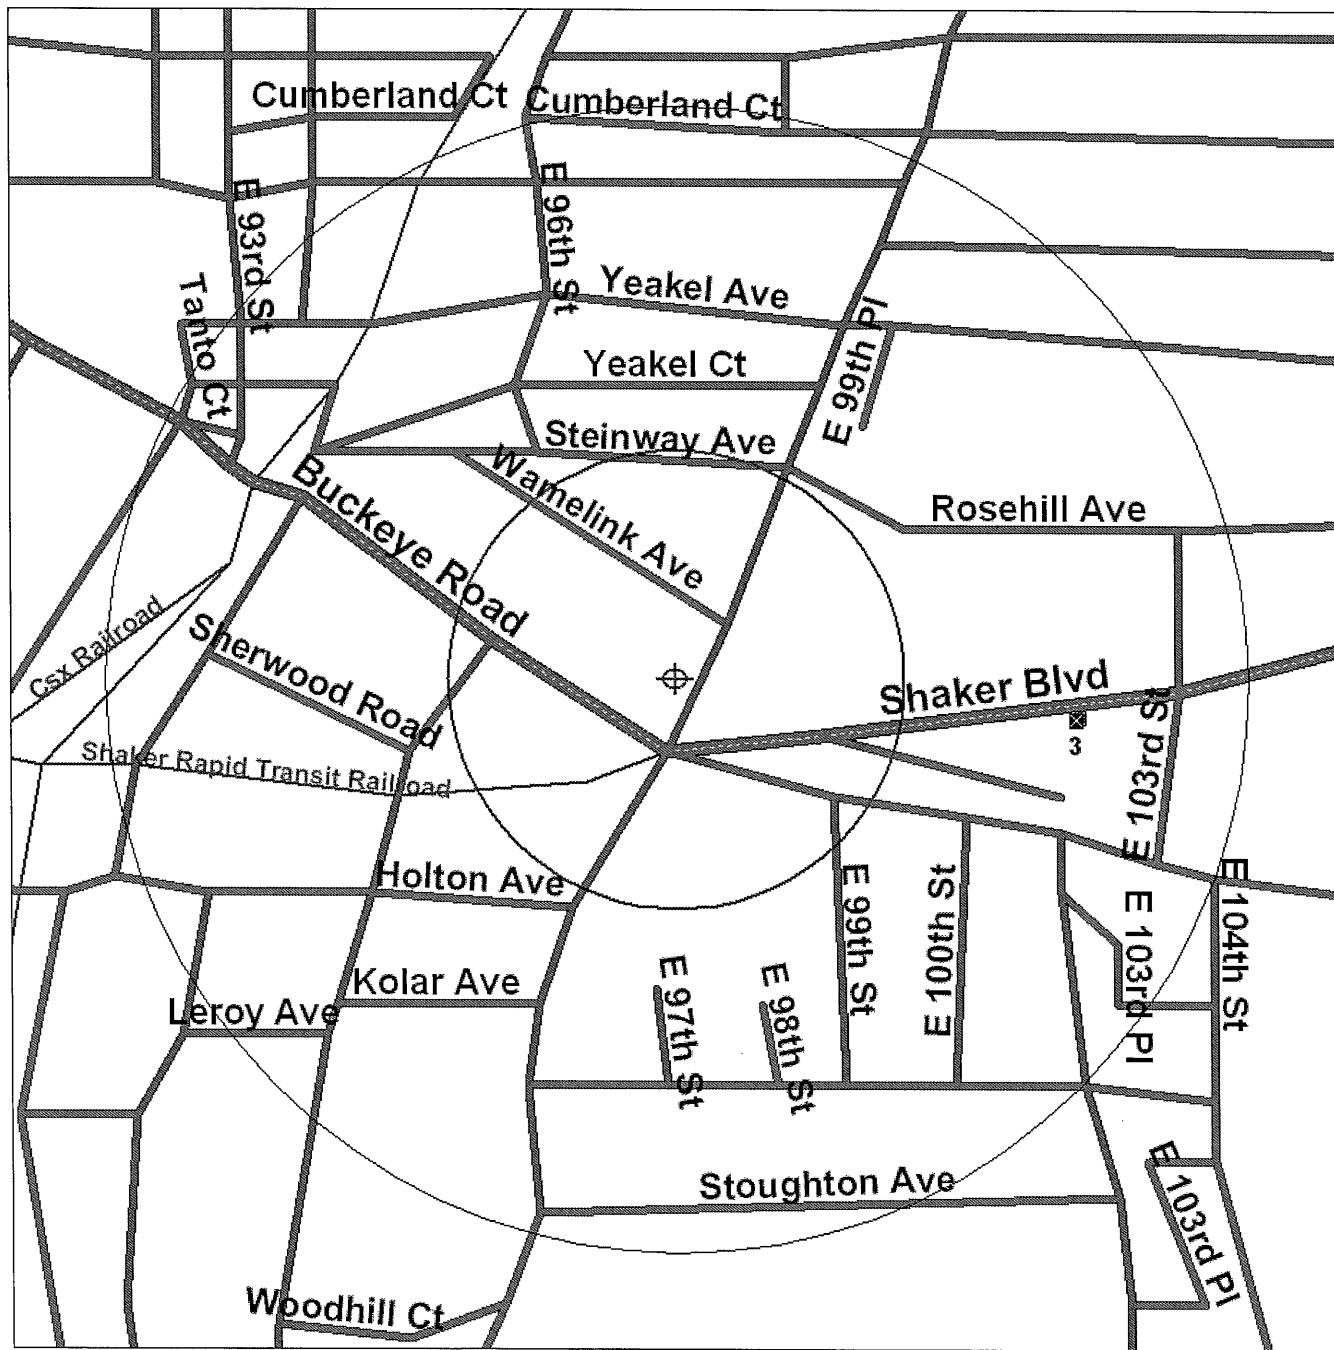 Cumberland Ct
Cumberland Ct
E 93rd St
E 96th St
Tanto Ct
Yeakel Ave
E 99th Pl
Yeakel Ct
Steinway Ave
Buckeye Road
Wamelink Ave
Rosehill Ave
Csx Railroad
Sherwood Road
Shaker Blvd
3
Shaker Rapid Transit Railroad
E 103rd St
Holton Ave
E 99th St
E 100th St
E 103rd Pl
E 104th St
Kolar Ave
Leroy Ave
E 97th St
E 98th St
Stoughton Ave
E 103rd Pl
Woodhill Ct